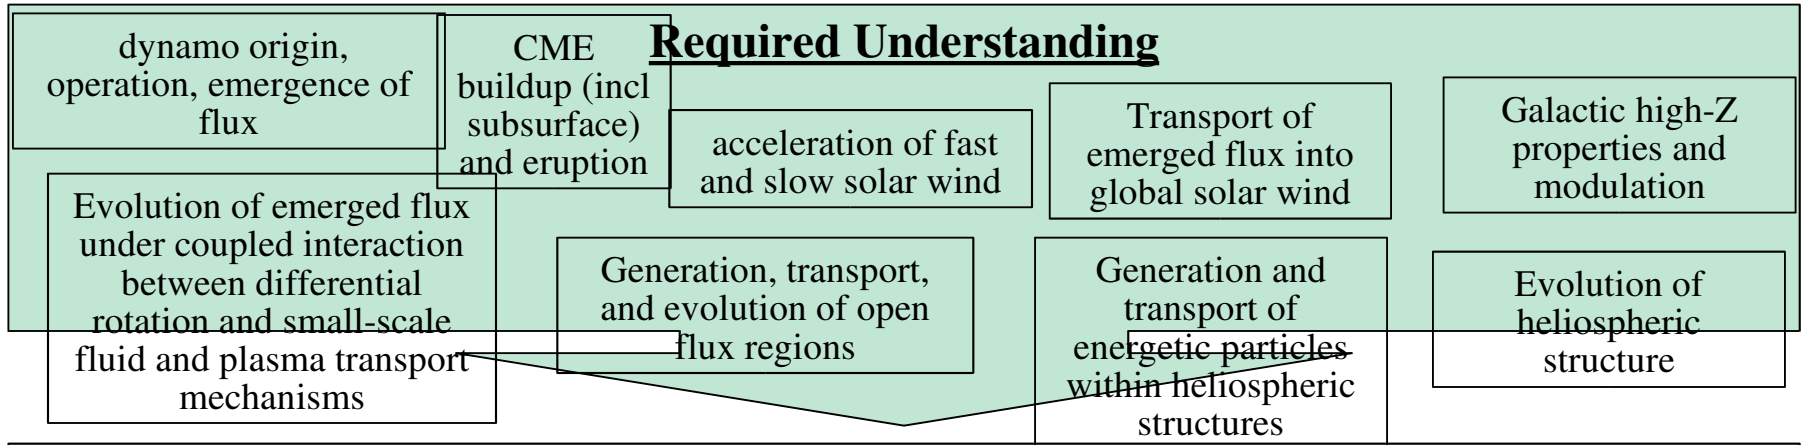 Required Understanding
dynamo origin,
operation, emergence of
flux
CME
buildup (incl
subsurface)
and eruption
acceleration of fast
and slow solar wind
Transport of
emerged flux into
global solar wind
Galactic high-Z
properties and
modulation
Evolution of emerged flux
under coupled interaction
between differential
rotation and small-scale
fluid and plasma transport
mechanisms
Generation, transport,
and evolution of open
flux regions
Generation and
transport of
energetic particles
within heliospheric
structures
Evolution of
heliospheric
structure